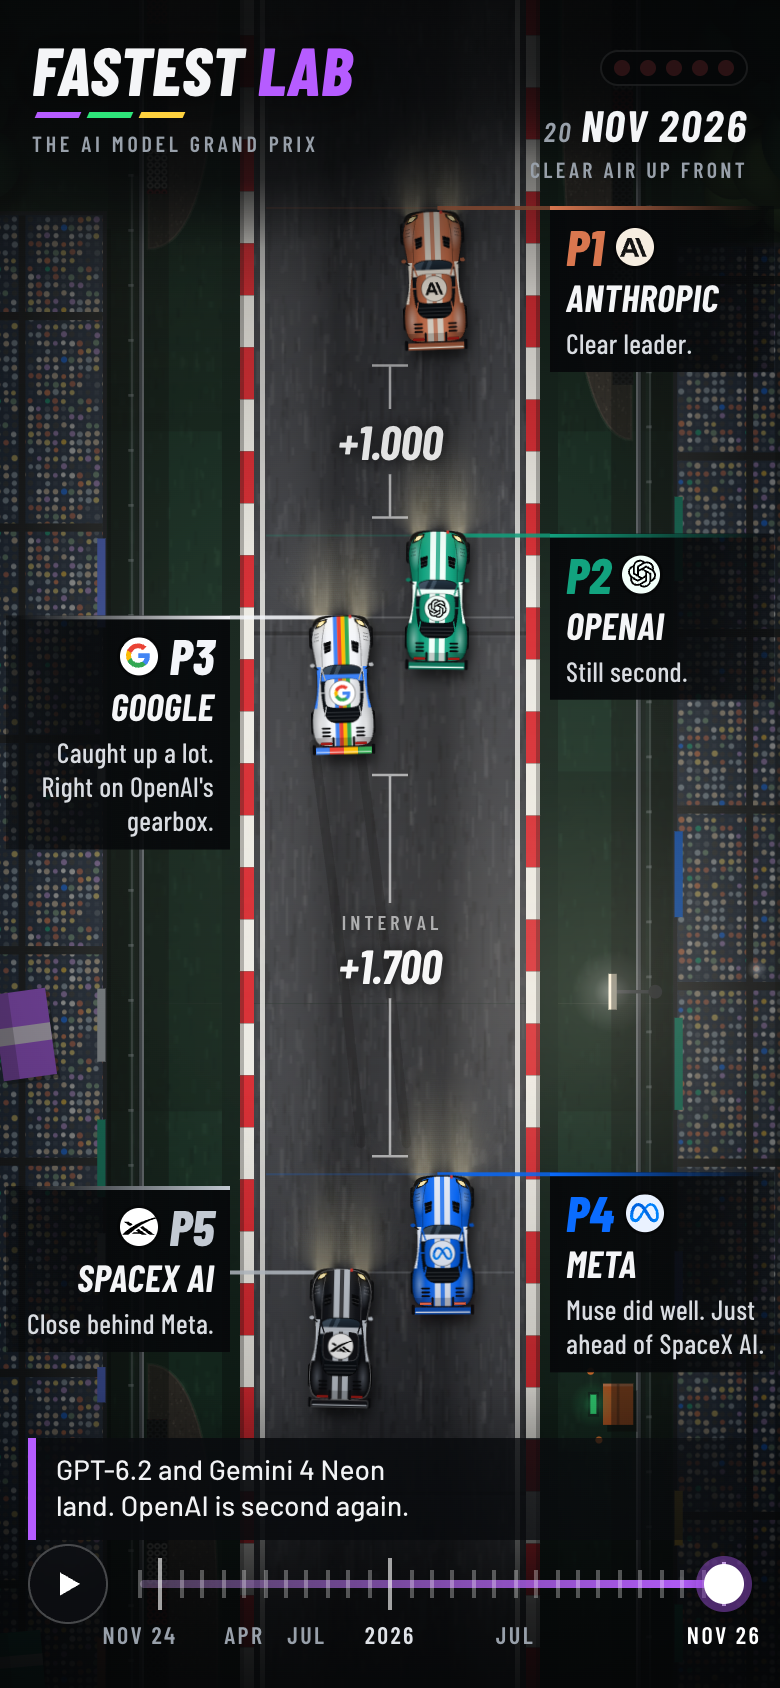 FASTEST LAB
THE AI MODEL GRAND PRIX
20 NOV 2026
CLEAR AIR UP FRONT
P1
ANTHROPIC
Clear leader.
+1.000
P2
OPENAI
Still second.
P3
GOOGLE
Caught up a lot.
Right on OpenAI's
gearbox.
INTERVAL
+1.700
P4
META
Muse did well. Just
ahead of SpaceX AI.
P5
SPACEX AI
Close behind Meta.
GPT-6.2 and Gemini 4 Neon
land. OpenAI is second again.
NOV 24 APR JUL 2026 JUL NOV 26